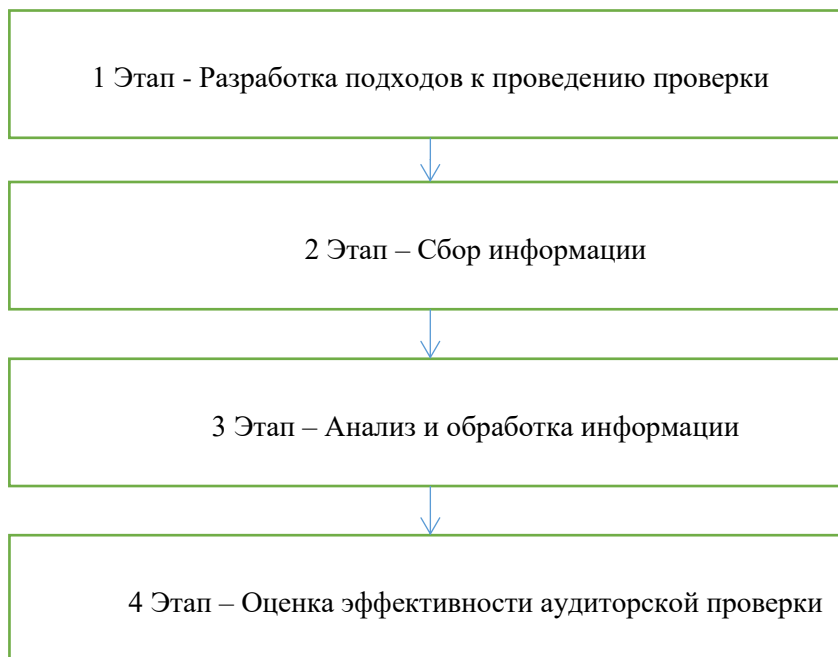 1 Этап - Разработка подходов к проведению проверки
2 Этап – Сбор информации
3 Этап – Анализ и обработка информации
4 Этап – Оценка эффективности аудиторской проверки